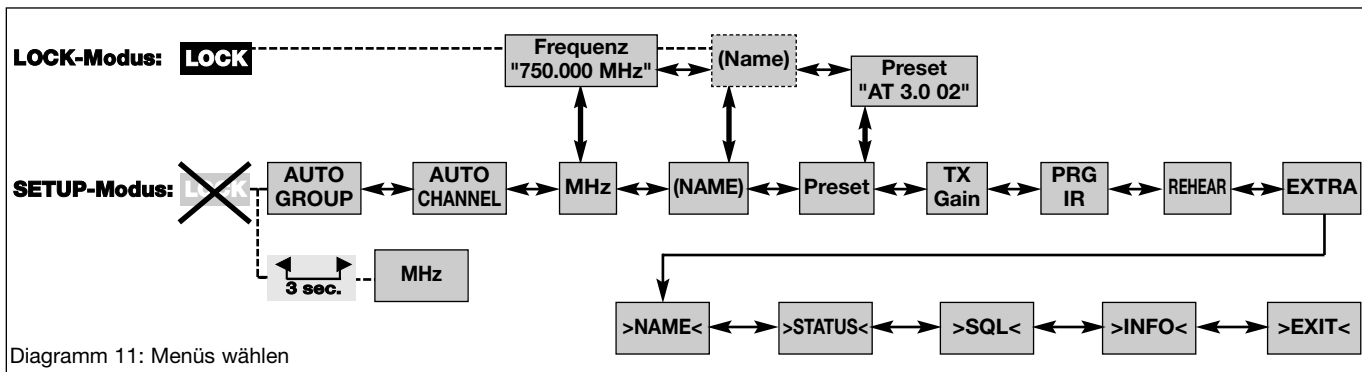 LOCK-Modus:
LOCK
Frequenz
"750.000 MHz"
(Name)
Preset
"AT 3.0 02"
SETUP-Modus:
LOCK
AUTO
GROUP
AUTO
CHANNEL
MHz
(NAME)
Preset
TX
Gain
PRG
IR
REHEAR
EXTRA
3 sec.
MHz
>NAME<
>STATUS<
>SQL<
>INFO<
>EXIT<
Diagramm 11: Menüs wählen